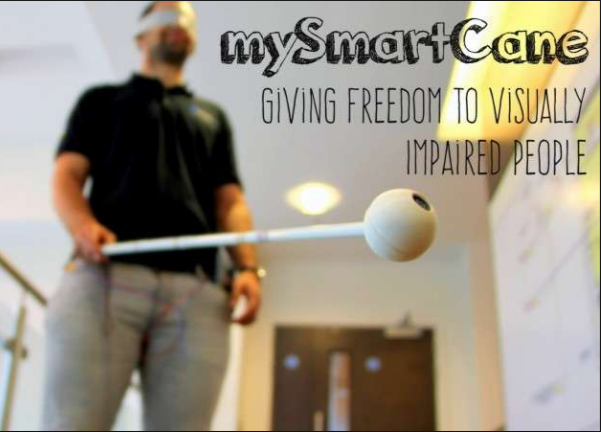 mySmartCane
GIVING FREEDOM TO VISUALLY
IMPAIRED PEOPLE